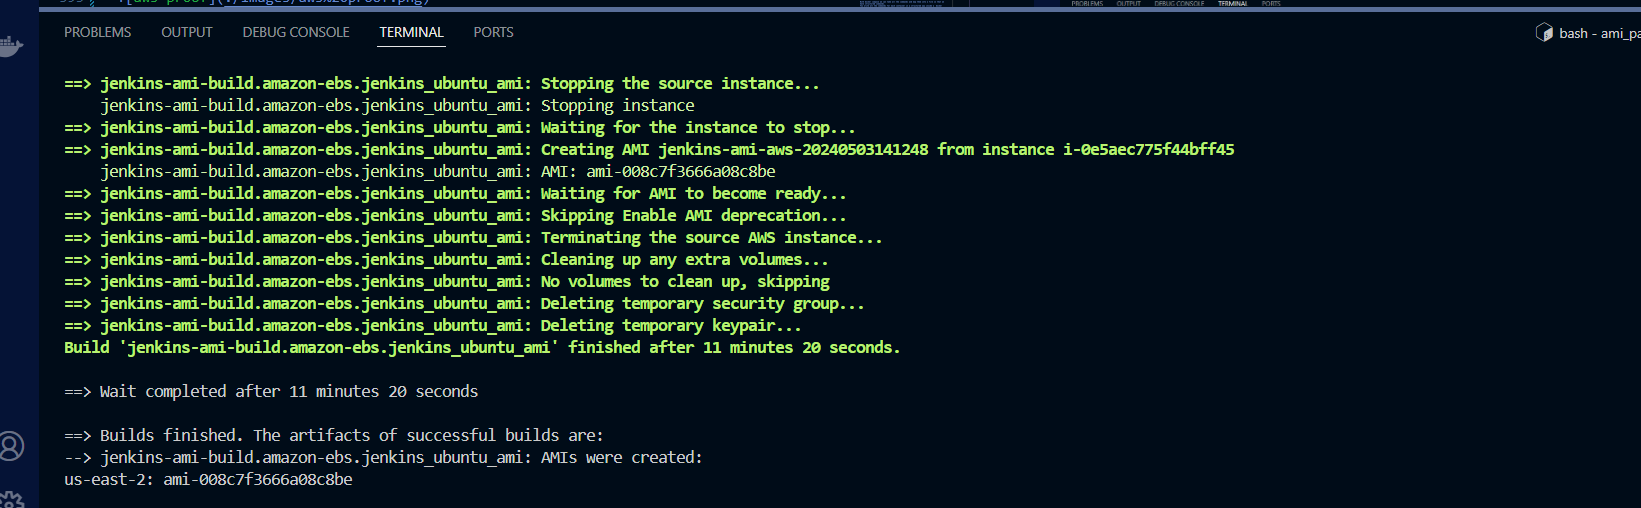 PROBLEMS OUTPUT DEBUG CONSOLE TERMINAL PORTS
PROBLEMS OUTPUT DEBUG CONSOLE TERMINAL PORTS bash - ami_pa
==> jenkins-ami-build.amazon-ebs.jenkins_ubuntu_ami: Stopping the source instance...
jenkins-ami-build.amazon-ebs.jenkins_ubuntu_ami: Stopping instance
==> jenkins-ami-build.amazon-ebs.jenkins_ubuntu_ami: Waiting for the instance to stop...
==> jenkins-ami-build.amazon-ebs.jenkins_ubuntu_ami: Creating AMI jenkins-ami-aws-20240503141248 from instance i-0e5aec775f44bff45
jenkins-ami-build.amazon-ebs.jenkins_ubuntu_ami: AMI: ami-008c7f3666a08c8be
==> jenkins-ami-build.amazon-ebs.jenkins_ubuntu_ami: Waiting for AMI to become ready...
==> jenkins-ami-build.amazon-ebs.jenkins_ubuntu_ami: Skipping Enable AMI deprecation...
==> jenkins-ami-build.amazon-ebs.jenkins_ubuntu_ami: Terminating the source AWS instance...
==> jenkins-ami-build.amazon-ebs.jenkins_ubuntu_ami: Cleaning up any extra volumes...
==> jenkins-ami-build.amazon-ebs.jenkins_ubuntu_ami: No volumes to clean up, skipping
==> jenkins-ami-build.amazon-ebs.jenkins_ubuntu_ami: Deleting temporary security group...
==> jenkins-ami-build.amazon-ebs.jenkins_ubuntu_ami: Deleting temporary keypair...
Build 'jenkins-ami-build.amazon-ebs.jenkins_ubuntu_ami' finished after 11 minutes 20 seconds.
==> Wait completed after 11 minutes 20 seconds
==> Builds finished. The artifacts of successful builds are:
--> jenkins-ami-build.amazon-ebs.jenkins_ubuntu_ami: AMIs were created:
us-east-2: ami-008c7f3666a08c8be